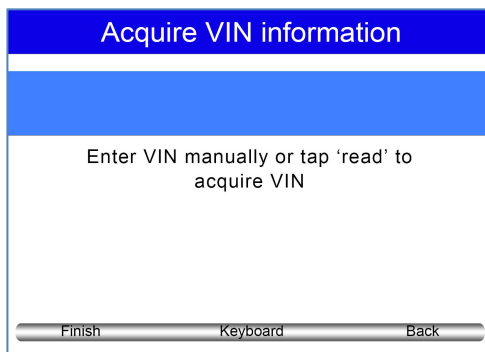 Acquire VIN information
Enter VIN manually or tap ‘read’ to
acquire VIN
Finish
Keyboard
Back